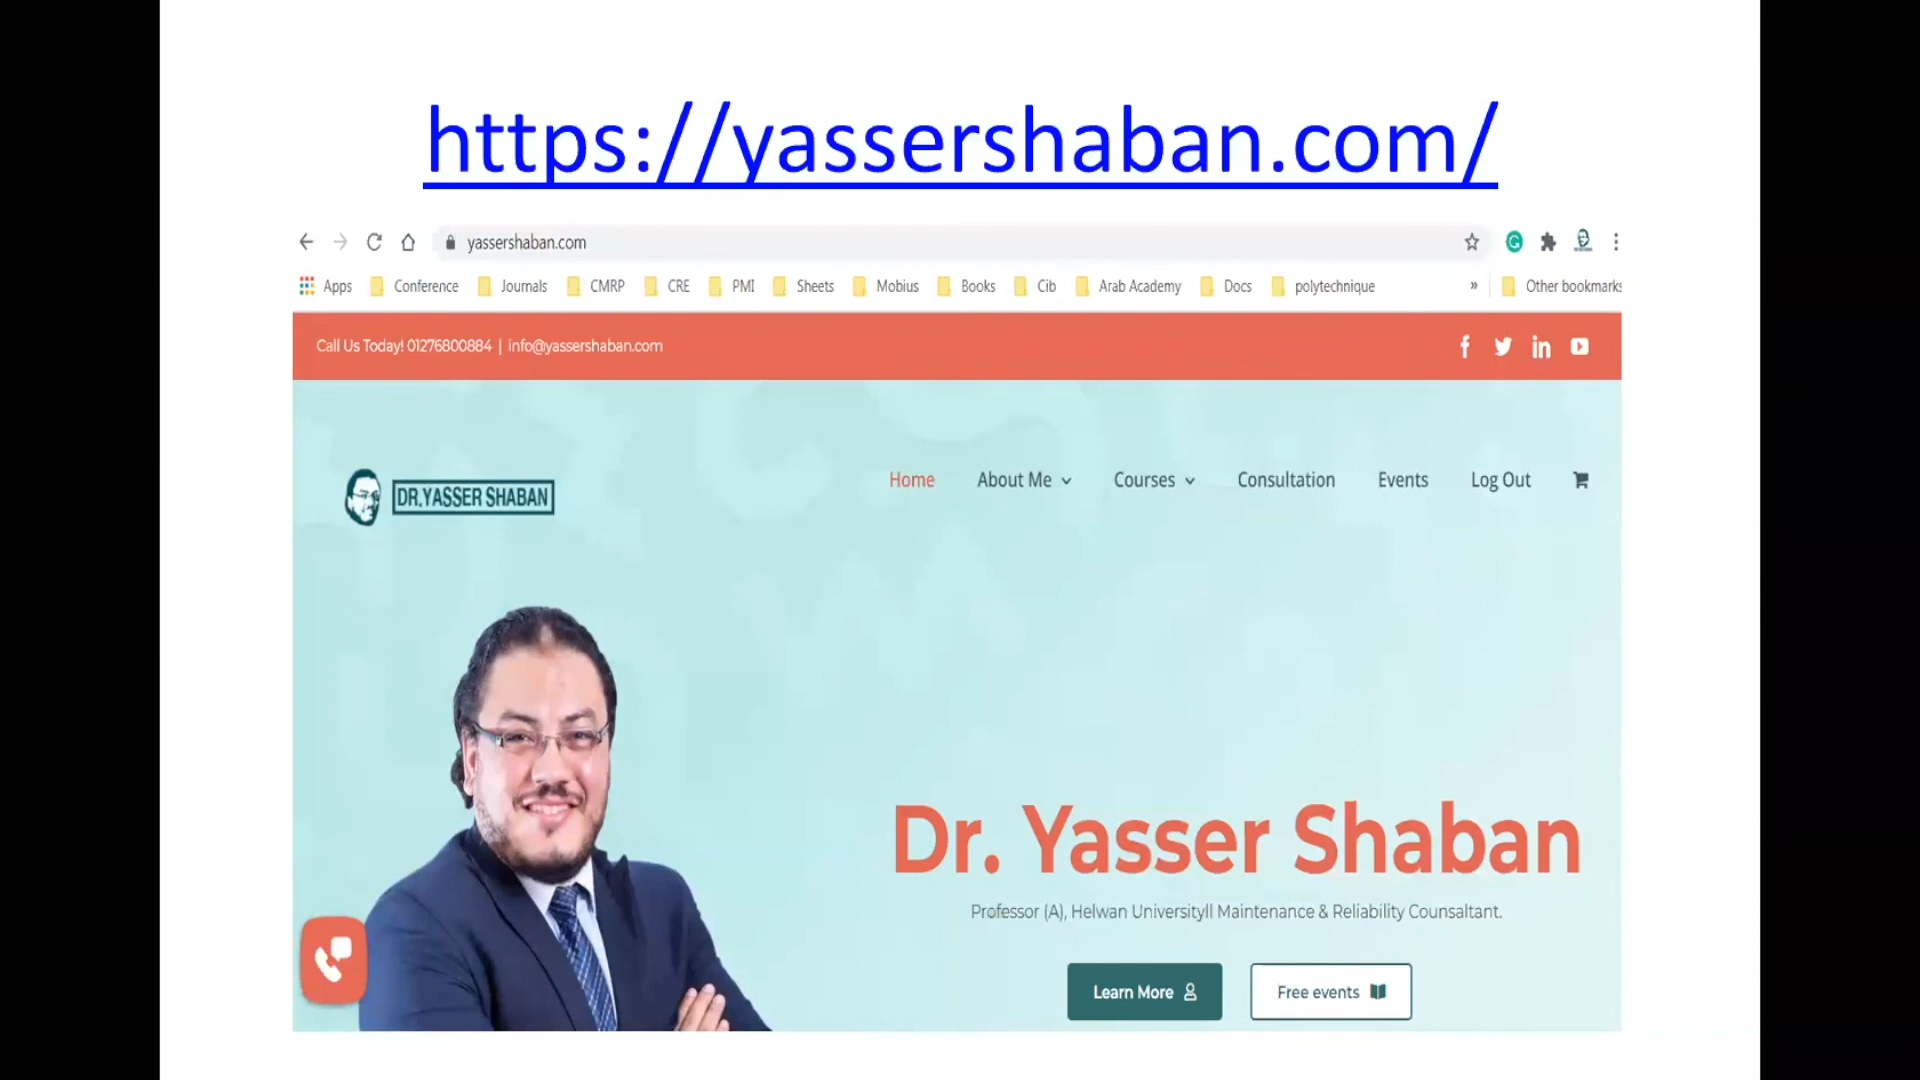 https://yassershaban.com/
yassershaban.com
Apps Conference Journals CMRP CRE PMI Sheets Mobius Books Cib Arab Academy Docs polytechnique » Other bookmarks
Call Us Today! 01276800884 | info@yassershaban.com
DR.YASSER SHABAN
Home About Me Courses Consultation Events Log Out
Dr. Yasser Shaban
Professor (A), Helwan Universityll Maintenance & Reliability Counsaltant.
Learn More Free events